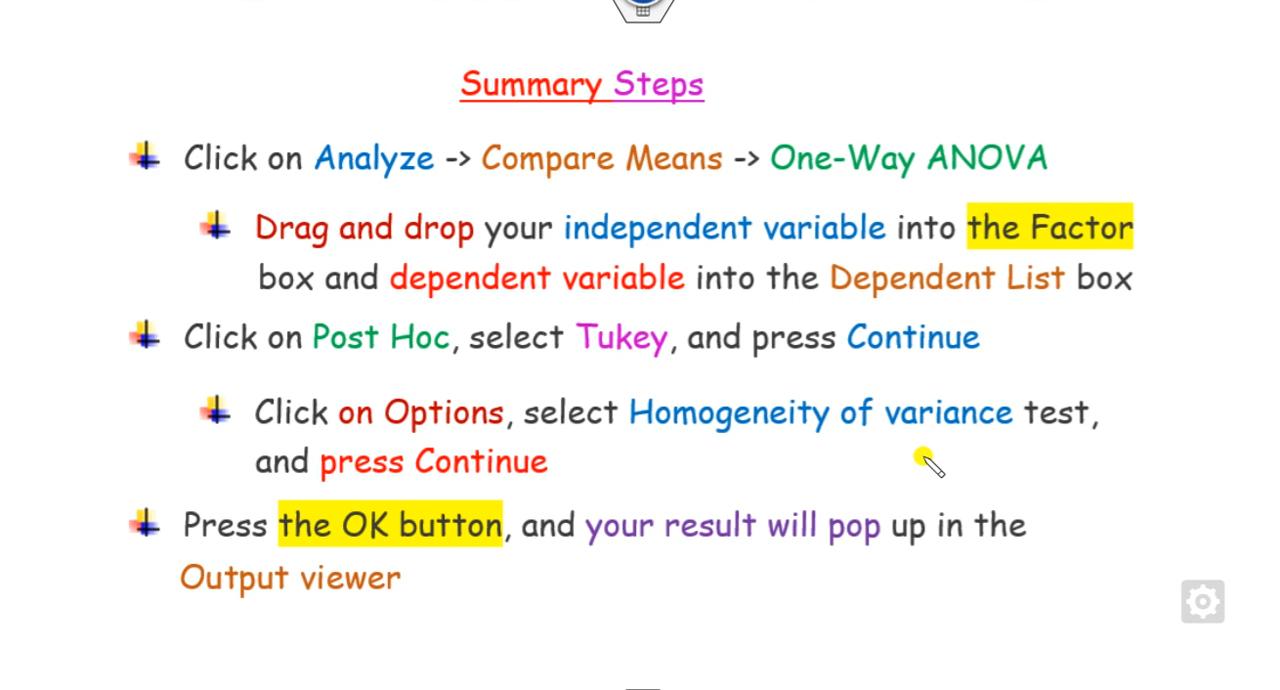 Summary Steps
Click on Analyze -> Compare Means -> One-Way ANOVA
Drag and drop your independent variable into the Factor
box and dependent variable into the Dependent List box
Click on Post Hoc, select Tukey, and press Continue
Click on Options, select Homogeneity of variance test,
and press Continue
Press the OK button, and your result will pop up in the
Output viewer